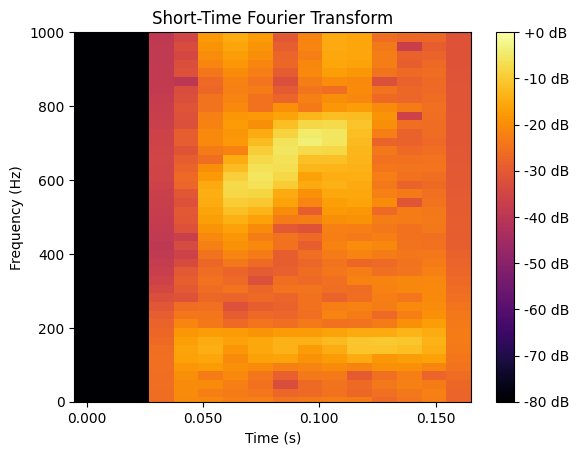 Short-Time Fourier Transform
1000
800
600
400
200
0
Frequency (Hz)
0.000
0.050
0.100
0.150
Time (s)
+0 dB
-10 dB
-20 dB
-30 dB
-40 dB
-50 dB
-60 dB
-70 dB
-80 dB